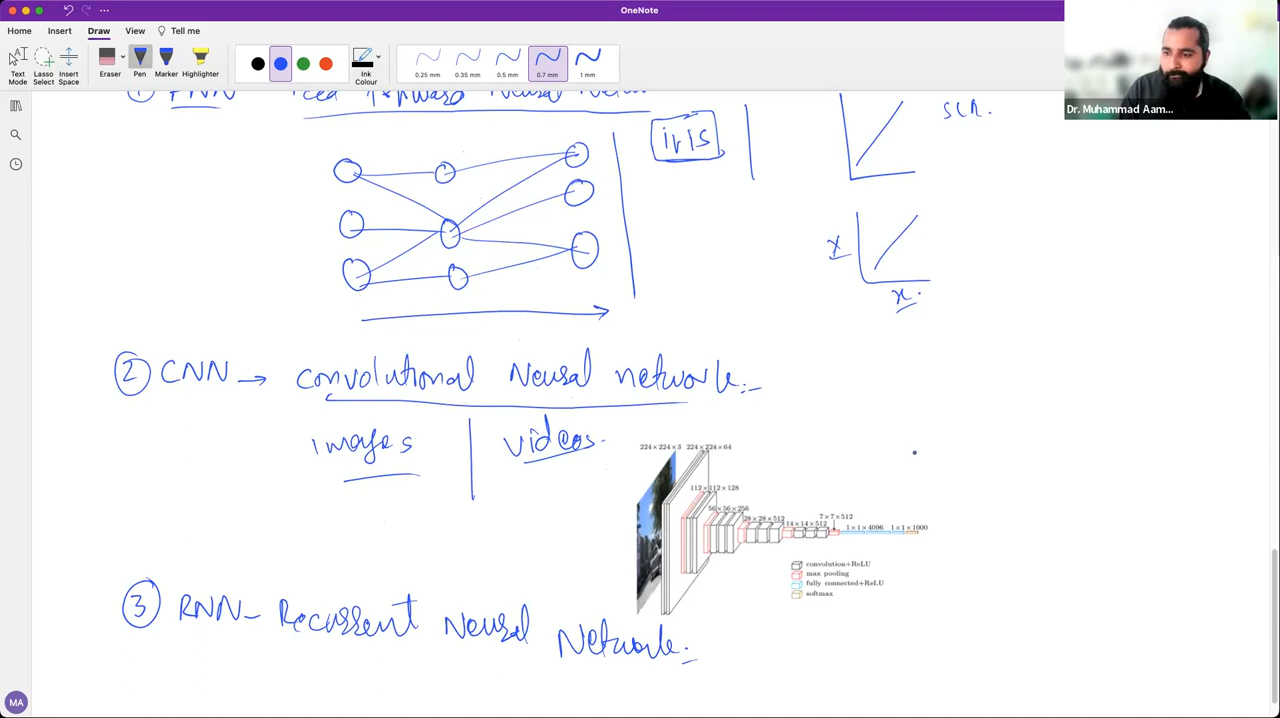 OneNote
Home Insert Draw View Tell me
Text Mode
Lasso Select
Insert Space
Eraser
Pen
Marker
Highlighter
Ink Colour
0.25 mm 0.35 mm 0.5 mm 0.7 mm 1 mm
Dr. Muhammad Aam...
① FNN Neural
iris
SLR.
Y
x.
② CNN → convolutional Neural network:-
images videos.
224×224×3 224×224×64
112×112×128
56×56×256
28×28×512
14×14×512
7×7×512
1×1×4096 1×1×1000
convolution+ReLU
max pooling
fully connected+ReLU
softmax
③ RNN - Recurrent Neural Network:
MA